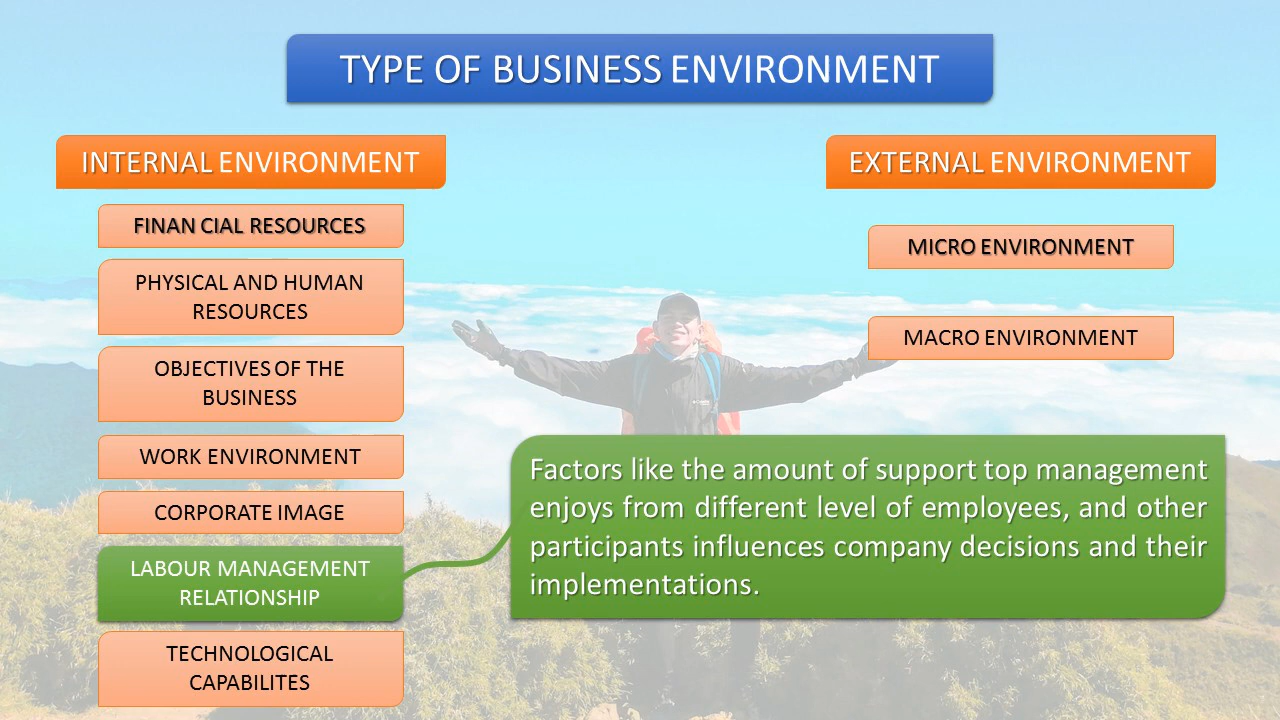 TYPE OF BUSINESS ENVIRONMENT
INTERNAL ENVIRONMENT
FINAN CIAL RESOURCES
PHYSICAL AND HUMAN
RESOURCES
OBJECTIVES OF THE
BUSINESS
WORK ENVIRONMENT
CORPORATE IMAGE
LABOUR MANAGEMENT
RELATIONSHIP
TECHNOLOGICAL
CAPABILITES
EXTERNAL ENVIRONMENT
MICRO ENVIRONMENT
MACRO ENVIRONMENT
Factors like the amount of support top management
enjoys from different level of employees, and other
participants influences company decisions and their
implementations.